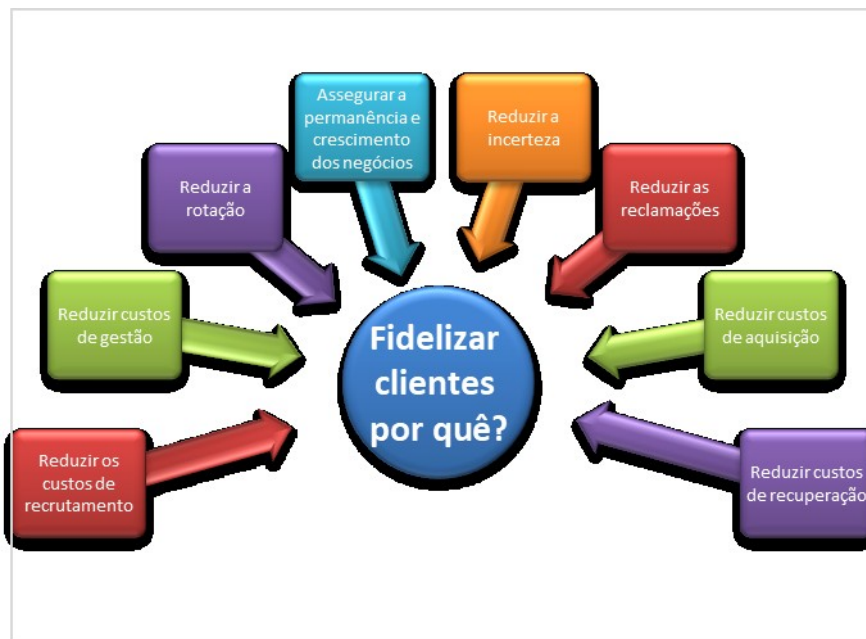 Assegurar a
permanência e
crescimento
dos negócios
Reduzir a
incerteza
Reduzir a
rotação
Reduzir as
reclamações
Reduzir custos
de gestão
Reduzir custos
de aquisição
Fidelizar
clientes
por quê?
Reduzir os
custos de
recrutamento
Reduzir custos
de recuperação